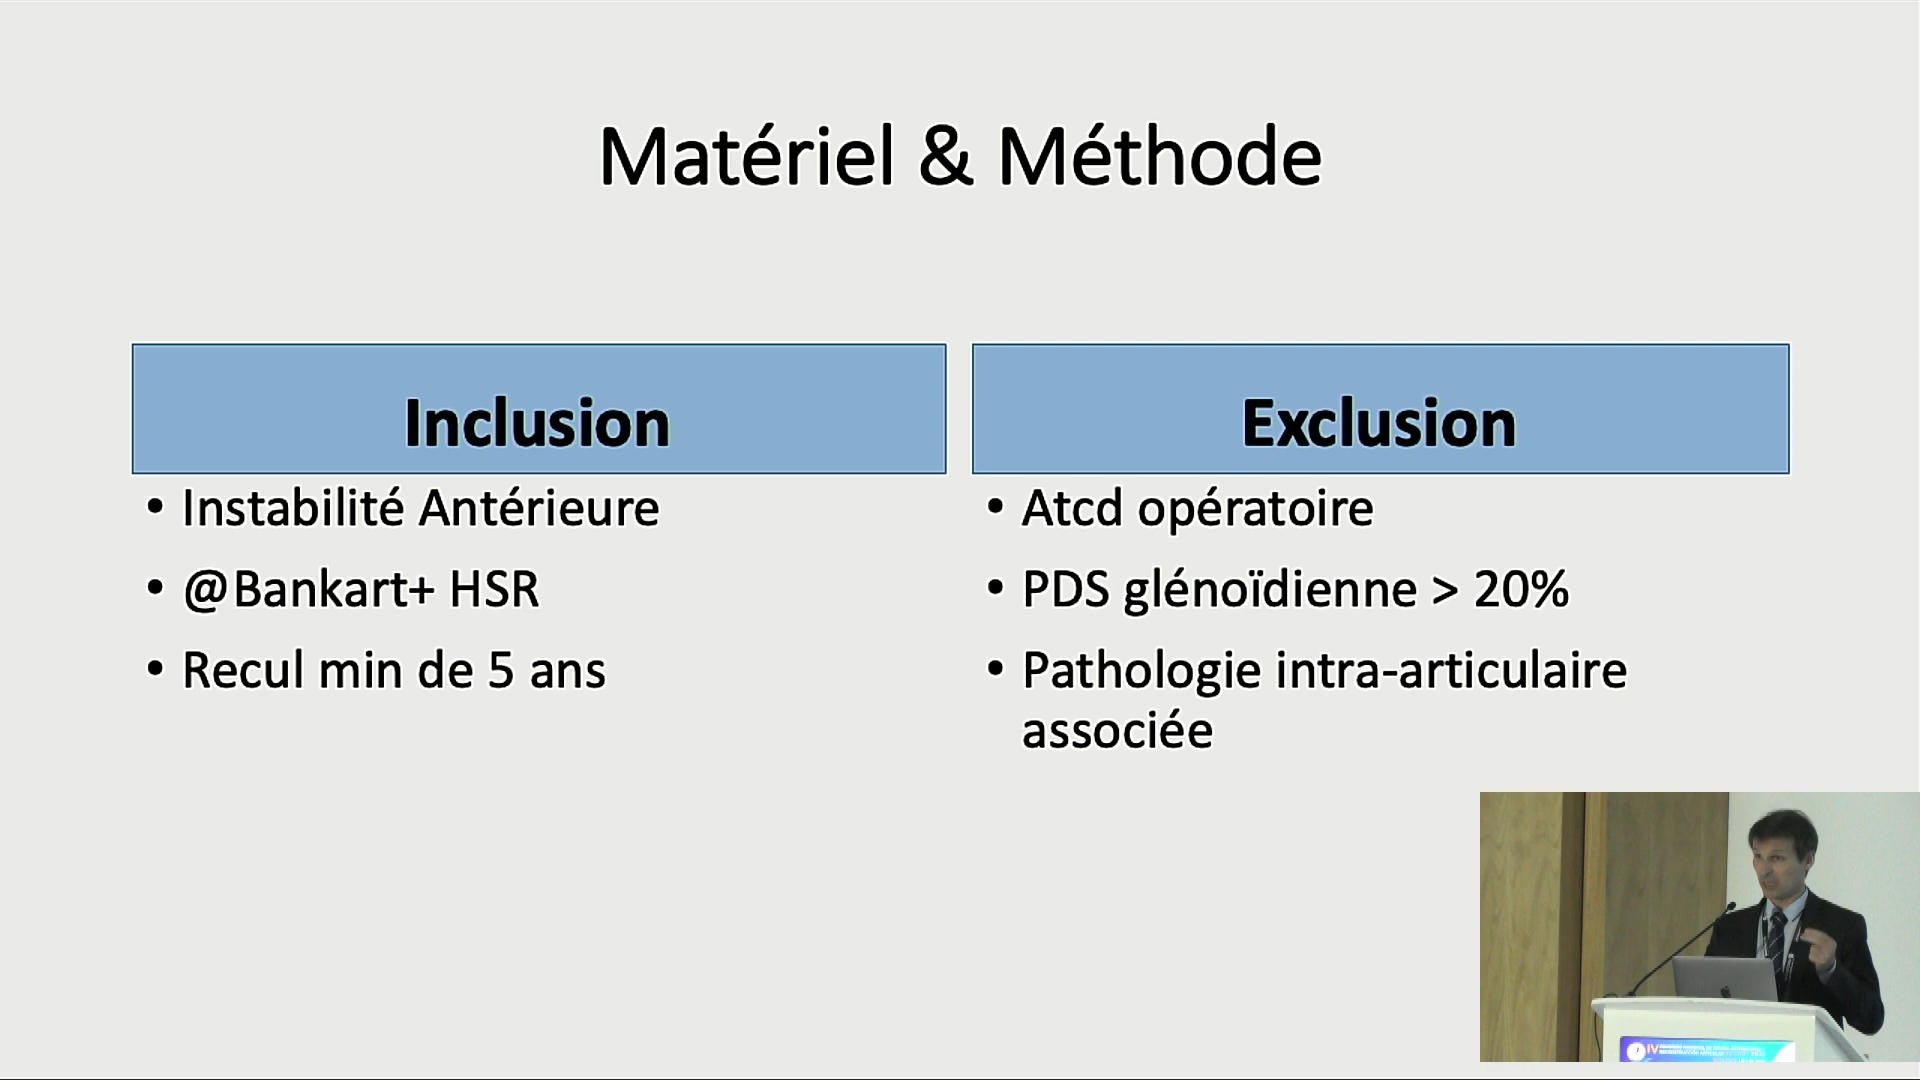 Matériel & Méthode
Inclusion
• Instabilité Antérieure
• @Bankart+ HSR
• Recul min de 5 ans
Exclusion
• Atcd opératoire
• PDS glénoïdienne > 20%
• Pathologie intra-articulaire
associée
IV